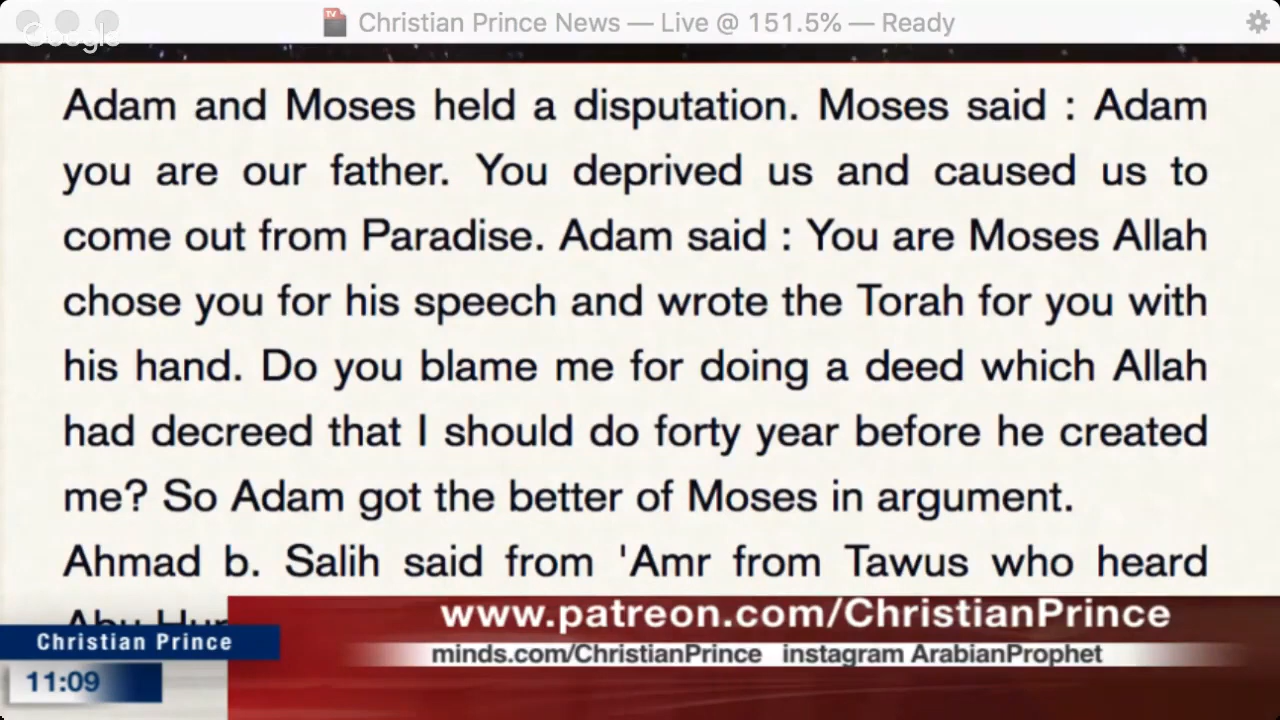 Christian Prince News — Live @ 151.5% — Ready
Google
Adam and Moses held a disputation. Moses said : Adam
you are our father. You deprived us and caused us to
come out from Paradise. Adam said : You are Moses Allah
chose you for his speech and wrote the Torah for you with
his hand. Do you blame me for doing a deed which Allah
had decreed that I should do forty year before he created
me? So Adam got the better of Moses in argument.
Ahmad b. Salih said from 'Amr from Tawus who heard
www.patreon.com/ChristianPrince
Christian Prince
minds.com/ChristianPrince instagram ArabianProphet
11:09